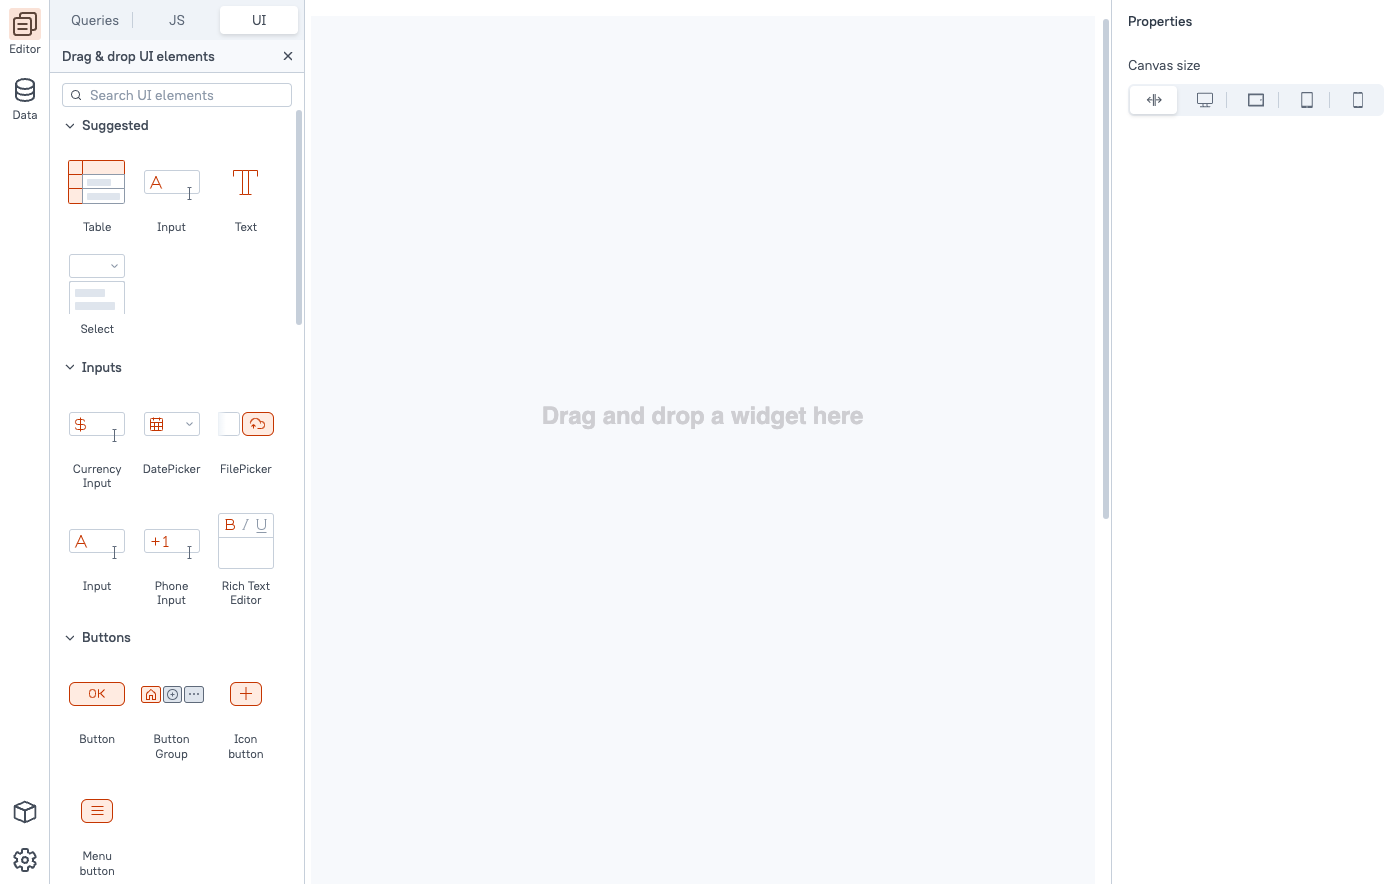 Editor
Data
Queries
JS
UI
Drag & drop UI elements
Search UI elements
Suggested
Table
Input
Text
Select
Inputs
$
Currency
Input
DatePicker
FilePicker
A
Input
+1
Phone
Input
B / U
Rich Text
Editor
Buttons
OK
Button
Button
Group
Icon
button
Menu
button
Drag and drop a widget here
Properties
Canvas size